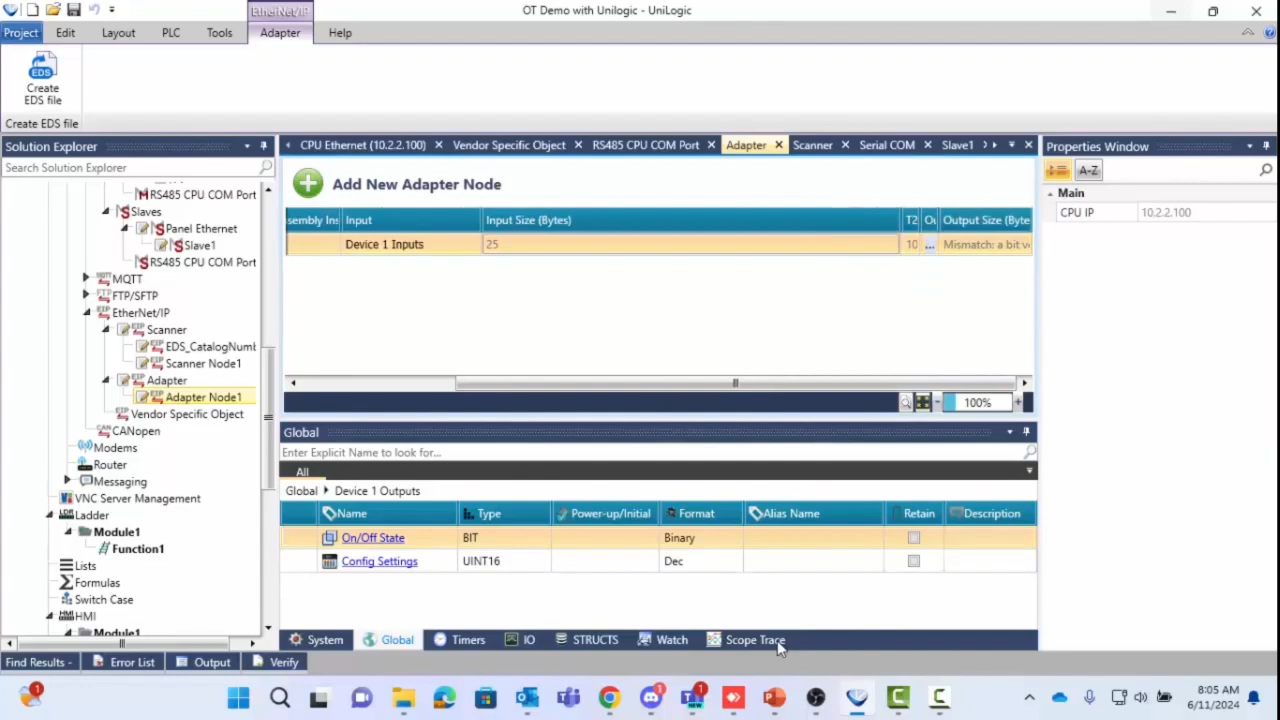 EtherNet/IP
OT Demo with Unilogic - UniLogic
Project Edit Layout PLC Tools Adapter Help
EDS
Create
EDS file
Create EDS file
Solution Explorer
Search Solution Explorer
RS485 CPU COM Port
Slaves
Panel Ethernet
Slave1
RS485 CPU COM Port
MQTT
FTP/SFTP
EtherNet/IP
Scanner
EDS_CatalogNumb
Scanner Node1
Adapter
Adapter Node1
Vendor Specific Object
CANopen
Modems
Router
Messaging
VNC Server Management
Ladder
Module1
Function1
Lists
Formulas
Switch Case
HMI
Module1
CPU Ethernet (10.2.2.100) Vendor Specific Object RS485 CPU COM Port Adapter Scanner Serial COM Slave1
Add New Adapter Node
sembly Ins Input Input Size (Bytes) T2 Ou Output Size (Byte
Device 1 Inputs 25 10 ... Mismatch: a bit v
100%
Global
Enter Explicit Name to look for...
All
Global Device 1 Outputs
Name Type Power-up/Initial Format Alias Name Retain Description
On/Off State BIT Binary
Config Settings UINT16 Dec
System Global Timers IO STRUCTS Watch Scope Trace
Properties Window
A-Z
Main
CPU IP 10.2.2.100
Find Results - Error List Output Verify
1
1
1
NEW
8:05 AM
6/11/2024